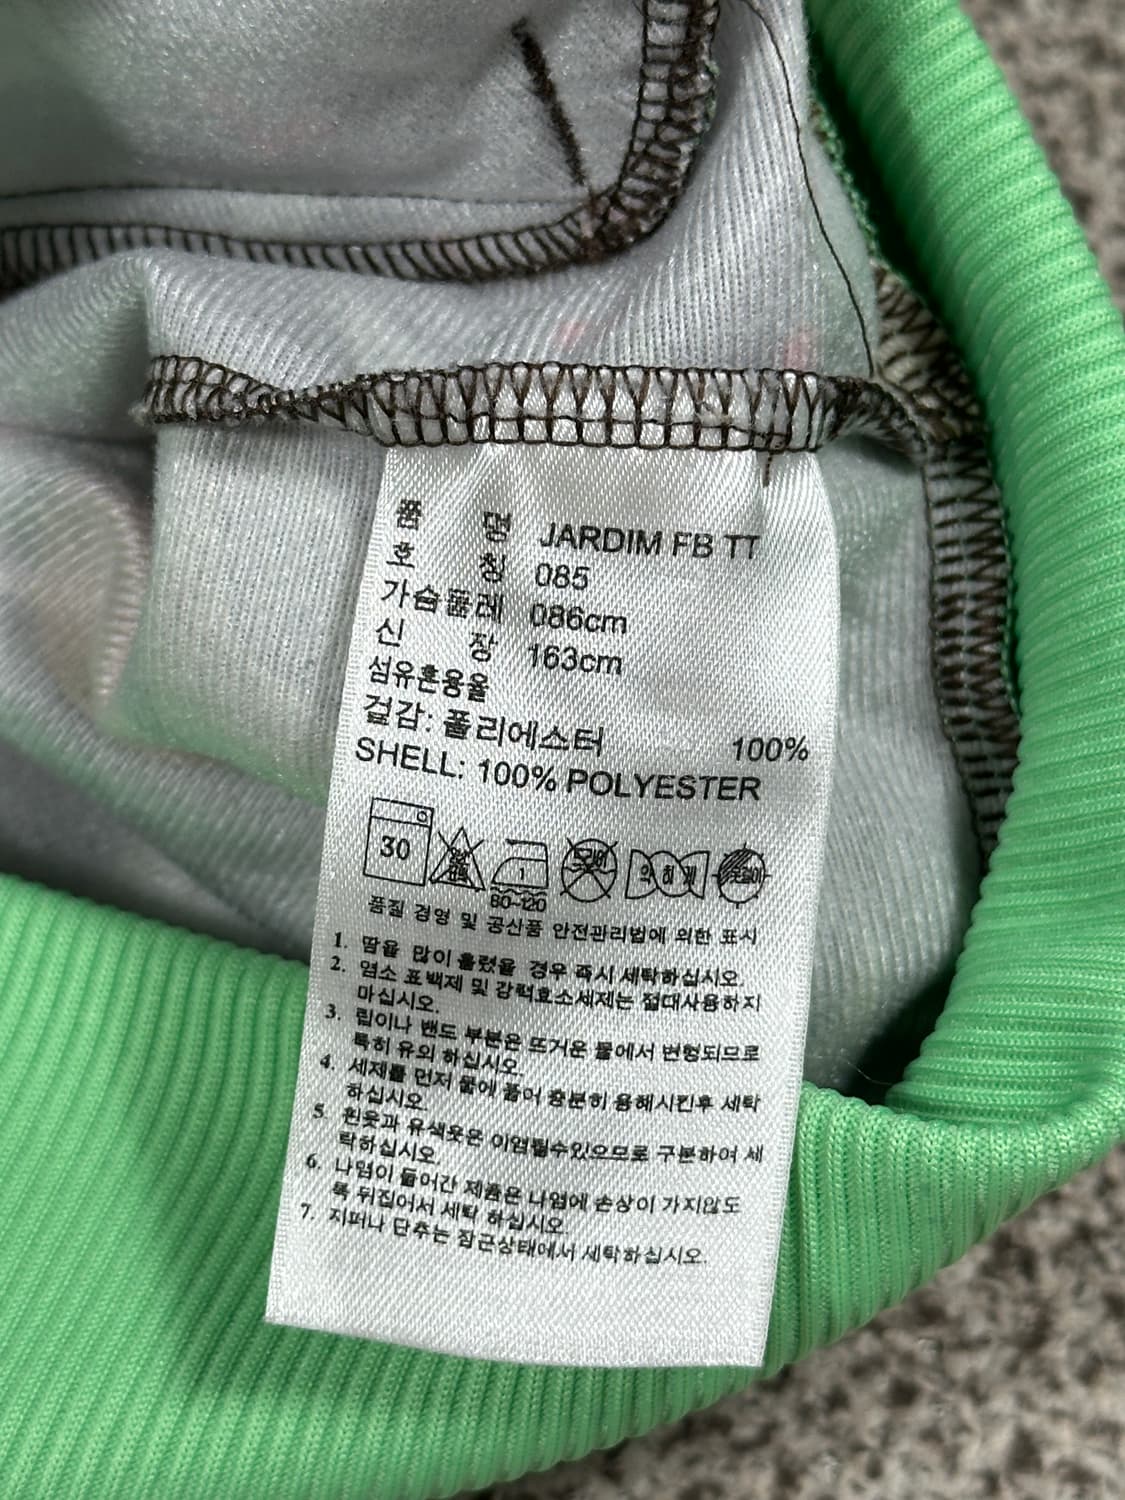 품 명 JARDIM FB TT
호 칭 085
가슴둘레 086cm
신 장 163cm
섬유혼용율
겉감: 폴리에스터 100%
SHELL: 100% POLYESTER
30
1
80~120
약하게
옷걸이
품질 경영 및 공산품 안전관리법에 의한 표시
1. 땀을 많이 흘렸을 경우 즉시 세탁하십시오.
2. 염소 표백제 및 강력효소세제는 절대사용하지
마십시오.
3. 립이나 밴드 부분은 뜨거운 물에서 변형되므로
특히 유의 하십시오.
4. 세제를 먼저 물에 풀어 충분히 용해시킨후 세탁
하십시오.
5. 흰옷과 유색옷은 이염될수있으므로 구분하여 세
탁하십시오.
6. 나염이 들어간 제품은 나염에 손상이 가지않도
록 뒤집어서 세탁 하십시오.
7. 지퍼나 단추는 잠근상태에서 세탁하십시오.